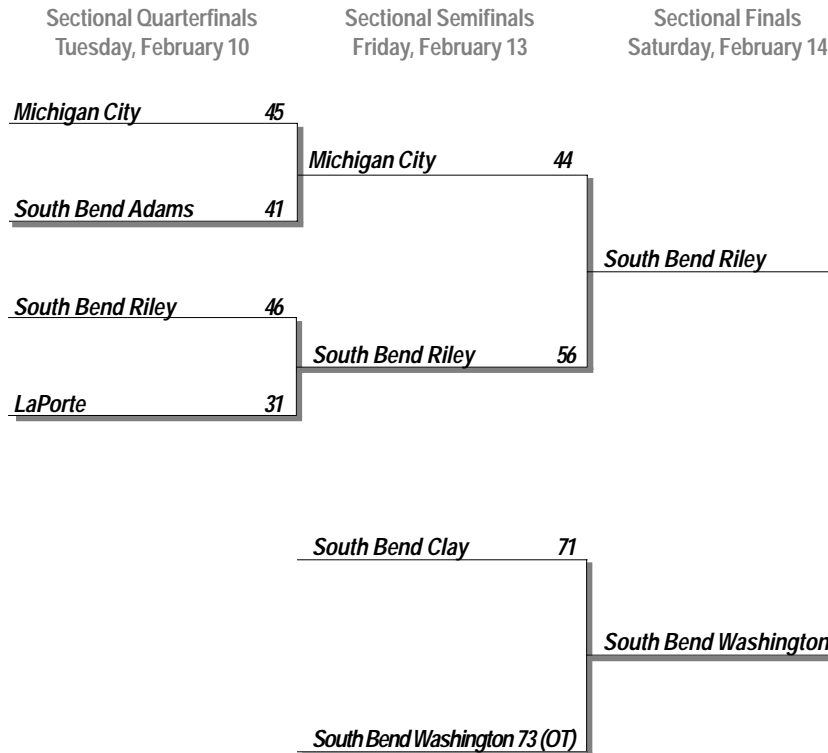 Sectional Quarterfinals
Tuesday, February 10
Sectional Semifinals
Friday, February 13
Sectional Finals
Saturday, February 14
Michigan City 45
Michigan City 44
South Bend Adams 41
South Bend Riley
South Bend Riley 46
South Bend Riley 56
LaPorte 31
South Bend Clay 71
South Bend Washington
South Bend Washington 73 (OT)